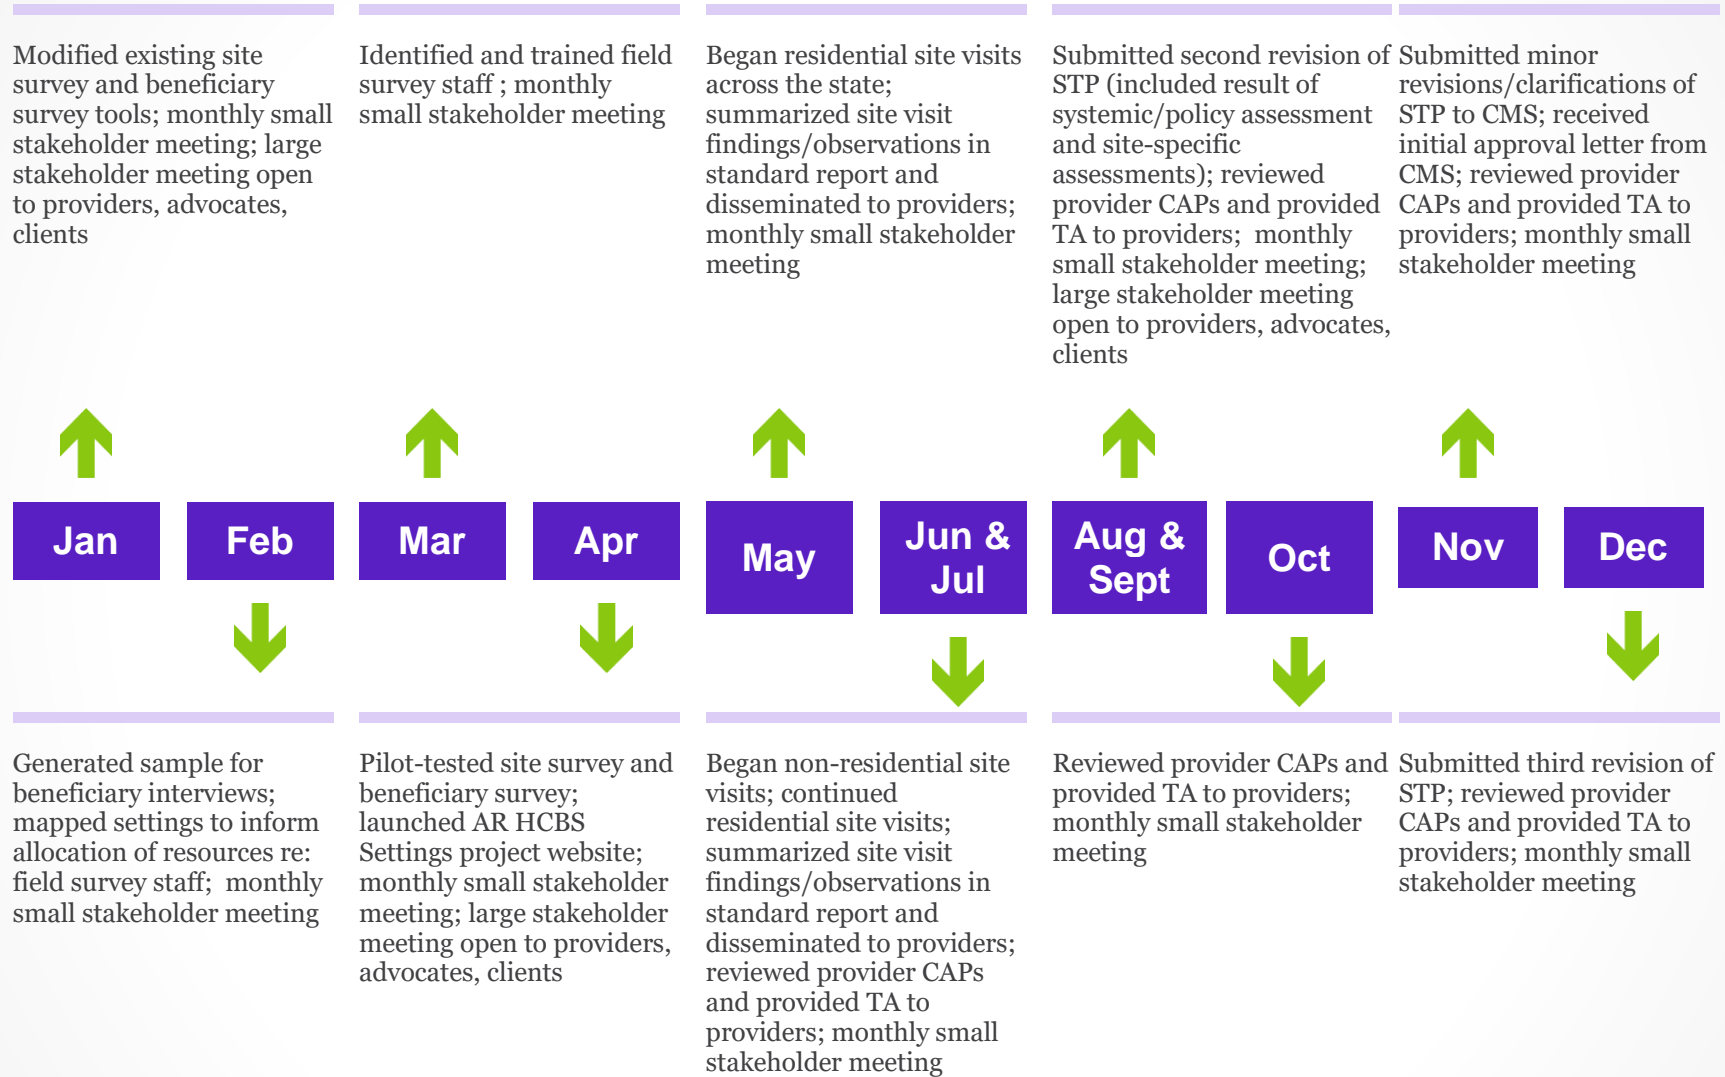 Modified existing site
survey and beneficiary
survey tools; monthly small
stakeholder meeting; large
stakeholder meeting open
to providers, advocates,
clients
Identified and trained field
survey staff ; monthly
small stakeholder meeting
Began residential site visits
across the state;
summarized site visit
findings/observations in
standard report and
disseminated to providers;
monthly small stakeholder
meeting
Submitted second revision of
STP (included result of
systemic/policy assessment
and site-specific
assessments); reviewed
provider CAPs and provided
TA to providers;  monthly
small stakeholder meeting;
large stakeholder meeting
open to providers, advocates,
clients
Submitted minor
revisions/clarifications of
STP to CMS; received
initial approval letter from
CMS; reviewed provider
CAPs and provided TA to
providers; monthly small
stakeholder meeting
Jan
Feb
Mar
Apr
May
Jun &
Jul
Aug &
Sept
Oct
Nov
Dec
Generated sample for
beneficiary interviews;
mapped settings to inform
allocation of resources re:
field survey staff;  monthly
small stakeholder meeting
Pilot-tested site survey and
beneficiary survey;
launched AR HCBS
Settings project website;
monthly small stakeholder
meeting; large stakeholder
meeting open to providers,
advocates, clients
Began non-residential site
visits; continued
residential site visits;
summarized site visit
findings/observations in
standard report and
disseminated to providers;
reviewed provider CAPs
and provided TA to
providers; monthly small
stakeholder meeting
Reviewed provider CAPs and
provided TA to providers;
monthly small stakeholder
meeting
Submitted third revision of
STP; reviewed provider
CAPs and provided TA to
providers; monthly small
stakeholder meeting